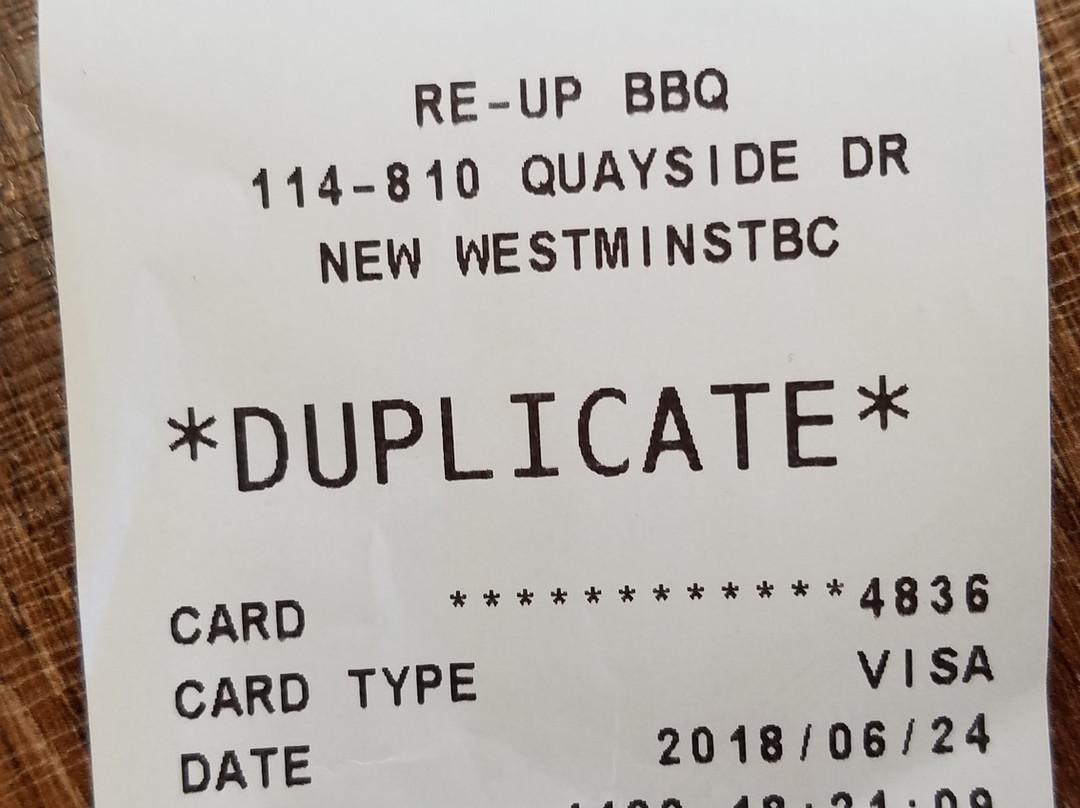 RE-UP BBQ
114-810 QUAYSIDE DR
NEW WESTMINSTBC
*DUPLICATE*
CARD ************4836
CARD TYPE VISA
DATE 2018/06/24